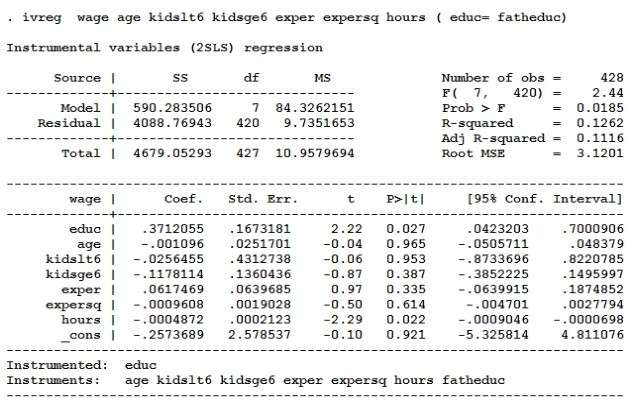 . ivreg  wage age kidslt6 kidsge6 exper expersq hours ( educ= fatheduc)
Instrumental variables (2SLS) regression
Source |       SS       df       MS              Number of obs =     428
-------------+------------------------------           F(  7,   420) =    2.44
Model |  590.283506     7  84.3262151           Prob > F      =  0.0185
Residual |  4088.76943   420   9.7351653           R-squared     =  0.1262
-------------+------------------------------           Adj R-squared =  0.1116
Total |  4679.05293   427  10.9579694           Root MSE      =  3.1201
------------------------------------------------------------------------------
wage |      Coef.   Std. Err.      t    P>|t|     [95% Conf. Interval]
-------------+----------------------------------------------------------------
educ |   .3712055   .1673181     2.22   0.027     .0423203    .7000906
age |   -.001096   .0251701    -0.04   0.965    -.0505711     .048379
kidslt6 |  -.0256455   .4312738    -0.06   0.953    -.8733696    .8220785
kidsge6 |  -.1178114   .1360436    -0.87   0.387    -.3852225    .1495997
exper |   .0617469   .0639685     0.97   0.335    -.0639915    .1874852
expersq |  -.0009608   .0019028    -0.50   0.614     -.004701    .0027794
hours |  -.0004872   .0002123    -2.29   0.022    -.0009046   -.0000698
_cons |  -.2573689   2.578537    -0.10   0.921    -5.325814    4.811076
------------------------------------------------------------------------------
Instrumented:  educ
Instruments:   age kidslt6 kidsge6 exper expersq hours fatheduc
------------------------------------------------------------------------------